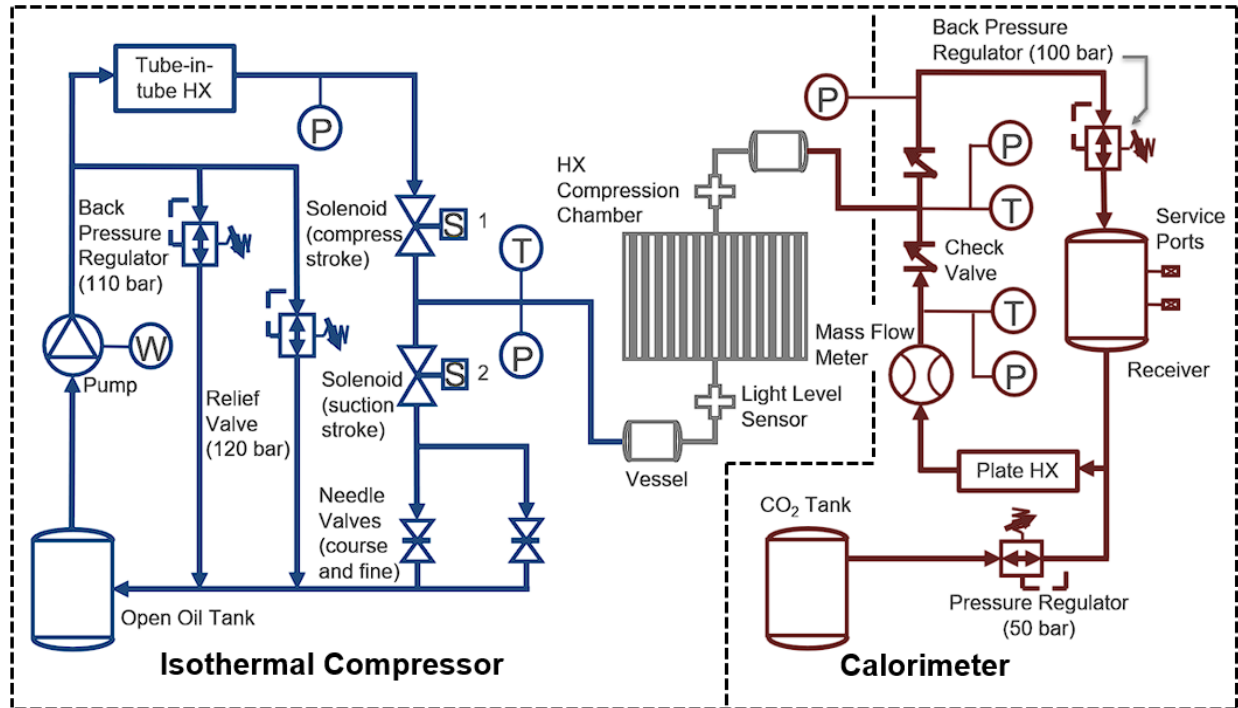 Tube-in-
tube HX
P
Back
Pressure
Regulator
(110 bar)
W
Pump
Relief
Valve
(120 bar)
Open Oil Tank
Solenoid
(compress
stroke)
S 1
T
P
Solenoid
(suction
stroke)
S 2
Needle
Valves
(course
and fine)
Vessel
Light Level
Sensor
HX
Compression
Chamber
Isothermal Compressor
Back Pressure
Regulator (100 bar)
P
P
T
Check
Valve
Service
Ports
Mass Flow
Meter
T
P
Receiver
Plate HX
CO₂ Tank
Pressure Regulator
(50 bar)
Calorimeter